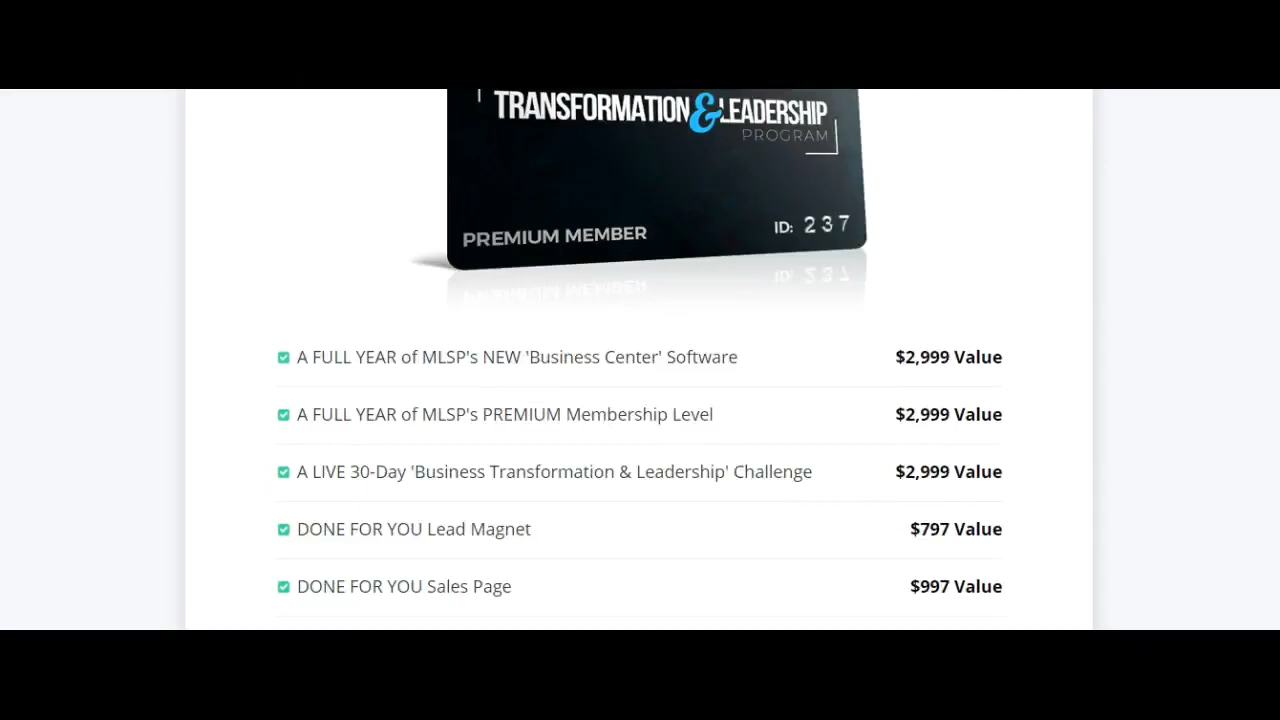 TRANSFORMATION & LEADERSHIP
PROGRAM
PREMIUM MEMBER ID: 237
A FULL YEAR of MLSP's NEW 'Business Center' Software $2,999 Value
A FULL YEAR of MLSP's PREMIUM Membership Level $2,999 Value
A LIVE 30-Day 'Business Transformation & Leadership' Challenge $2,999 Value
DONE FOR YOU Lead Magnet $797 Value
DONE FOR YOU Sales Page $997 Value